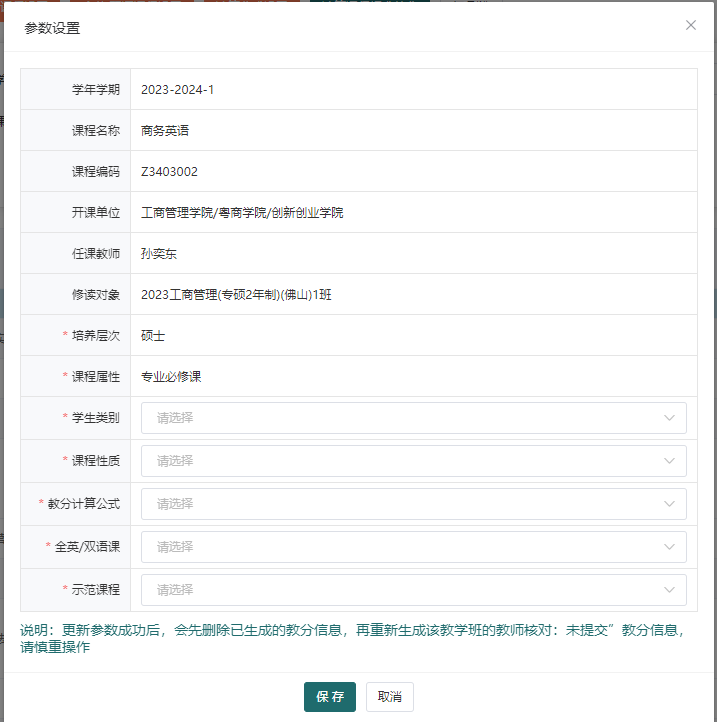 参数设置
学年学期 2023-2024-1
课程名称 商务英语
课程编码 Z3403002
开课单位 工商管理学院/粤商学院/创新创业学院
任课教师 孙奕东
修读对象 2023工商管理(专硕2年制)(佛山)1班
* 培养层次 硕士
* 课程属性 专业必修课
* 学生类别 请选择
* 课程性质 请选择
* 教分计算公式 请选择
* 全英/双语课 请选择
* 示范课程 请选择
说明：更新参数成功后，会先删除已生成的教分信息，再重新生成该教学班的教师核对：未提交”教分信息，
请慎重操作
保存 取消